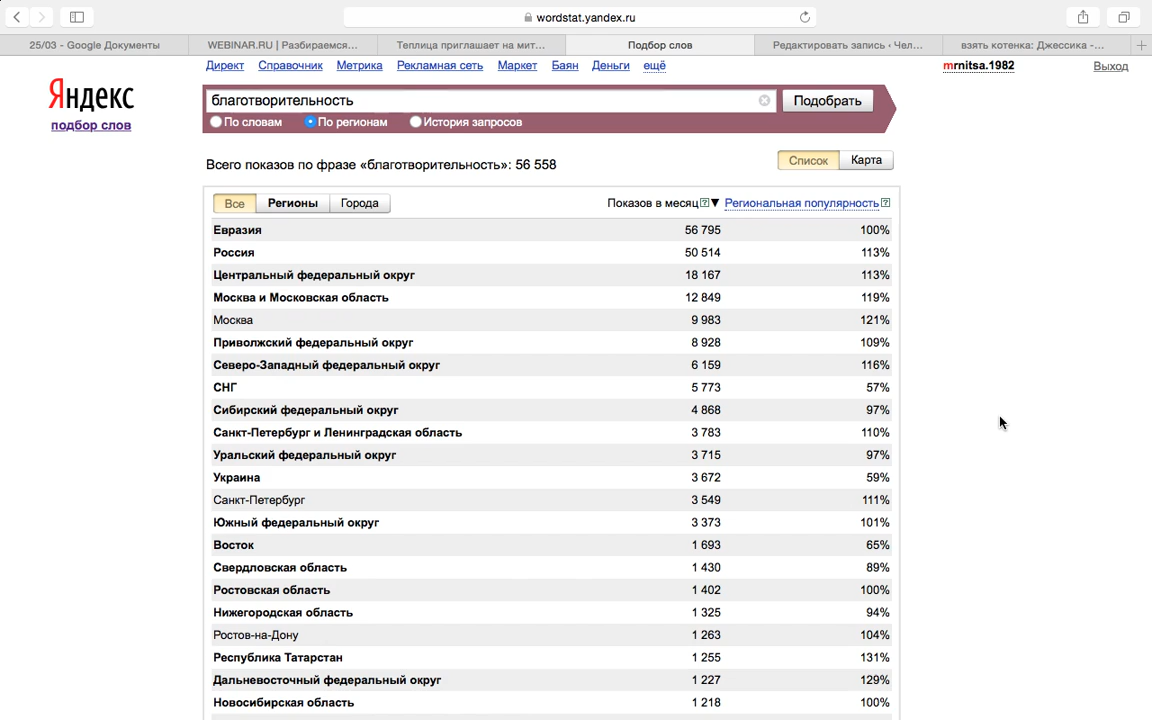 wordstat.yandex.ru
25/03 - Google Документы
WEBINAR.RU | Разбираемся...
Теплица приглашает на мит...
Подбор слов
Редактировать запись ‹ Чел...
взять котенка: Джессика -...
Директ Справочник Метрика Рекламная сеть Маркет Баян Деньги ещё
mrnitsa.1982
Выход
Яндекс
подбор слов
благотворительность
Подобрать
По словам По регионам История запросов
Всего показов по фразе «благотворительность»: 56 558
Список Карта
Все Регионы Города
Показов в месяц ? ▼ Региональная популярность ?
Евразия 56 795 100%
Россия 50 514 113%
Центральный федеральный округ 18 167 113%
Москва и Московская область 12 849 119%
Москва 9 983 121%
Приволжский федеральный округ 8 928 109%
Северо-Западный федеральный округ 6 159 116%
СНГ 5 773 57%
Сибирский федеральный округ 4 868 97%
Санкт-Петербург и Ленинградская область 3 783 110%
Уральский федеральный округ 3 715 97%
Украина 3 672 59%
Санкт-Петербург 3 549 111%
Южный федеральный округ 3 373 101%
Восток 1 693 65%
Свердловская область 1 430 89%
Ростовская область 1 402 100%
Нижегородская область 1 325 94%
Ростов-на-Дону 1 263 104%
Республика Татарстан 1 255 131%
Дальневосточный федеральный округ 1 227 129%
Новосибирская область 1 218 100%